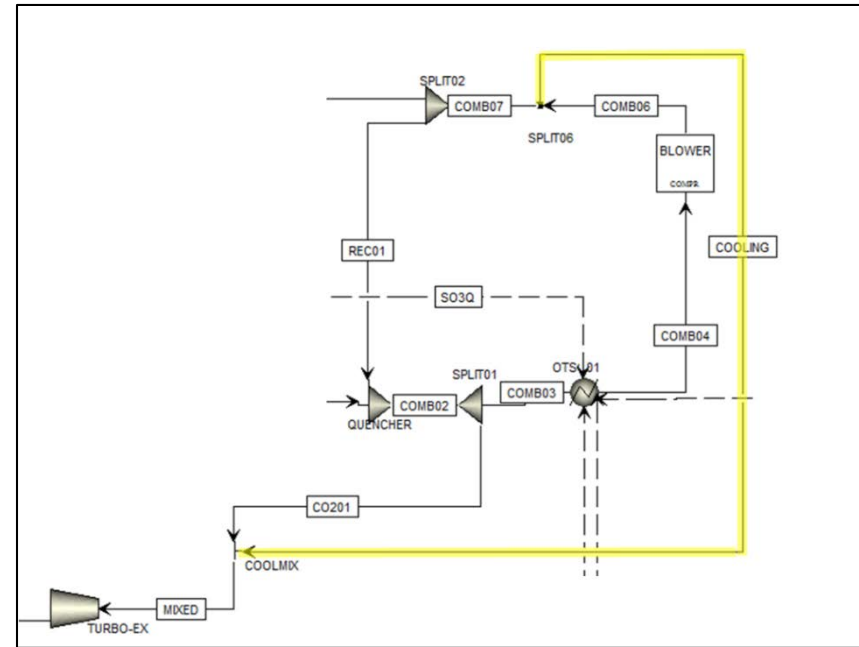 SPLIT02
COMB07
COMB06
SPLIT06
BLOWER
COMPR
REC01
COOLING
SO3Q
COMB04
SPLIT01
COMB03
COMB02
QUENCHER
CO201
COOLMIX
MIXED
TURBO-EX